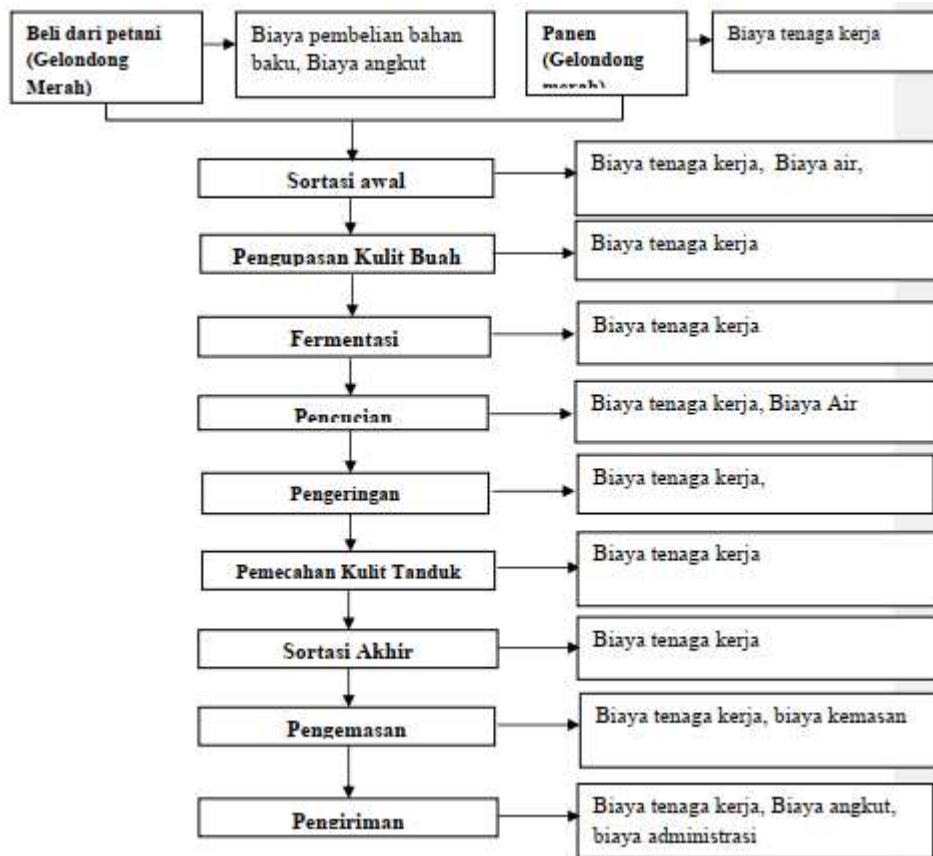 Beli dari petani
(Gelondong
Merah)
Biaya pembelian bahan
baku, Biaya angkut
Panen
(Gelondong
merah)
Biaya tenaga kerja
Sortasi awal
Biaya tenaga kerja, Biaya air,
Pengupasan Kulit Buah
Biaya tenaga kerja
Fermentasi
Biaya tenaga kerja
Pencucian
Biaya tenaga kerja, Biaya Air
Pengeringan
Biaya tenaga kerja,
Pemecahan Kulit Tanduk
Biaya tenaga kerja
Sortasi Akhir
Biaya tenaga kerja
Pengemasan
Biaya tenaga kerja, biaya kemasan
Pengiriman
Biaya tenaga kerja, Biaya angkut,
biaya administrasi